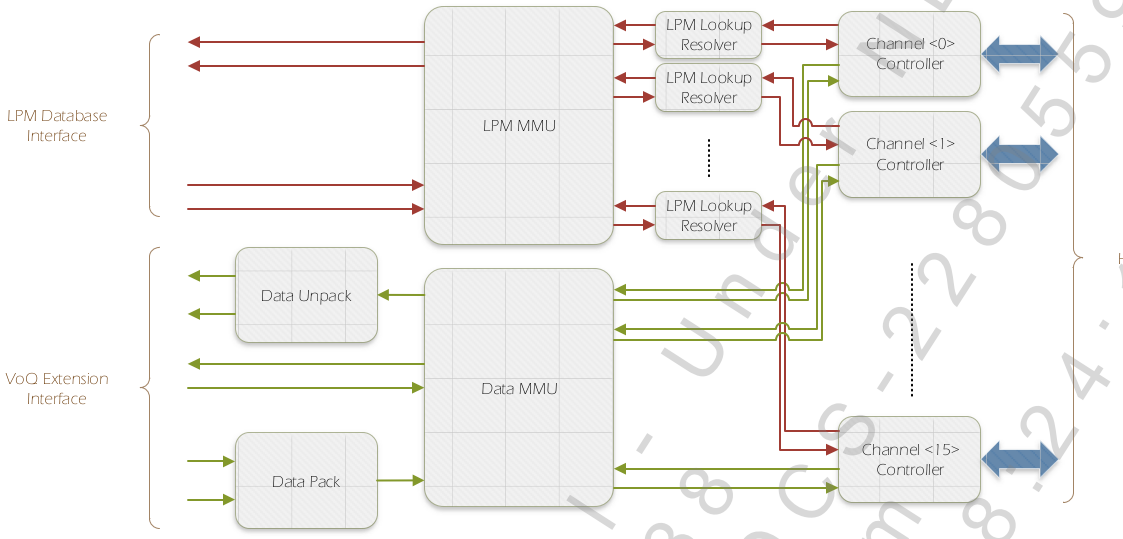 LPM Database
Interface
LPM MMU
LPM Lookup
Resolver
LPM Lookup
Resolver
LPM Lookup
Resolver
Channel <0>
Controller
Channel <1>
Controller
Channel <15>
Controller
VoQ Extension
Interface
Data Unpack
Data MMU
Data Pack